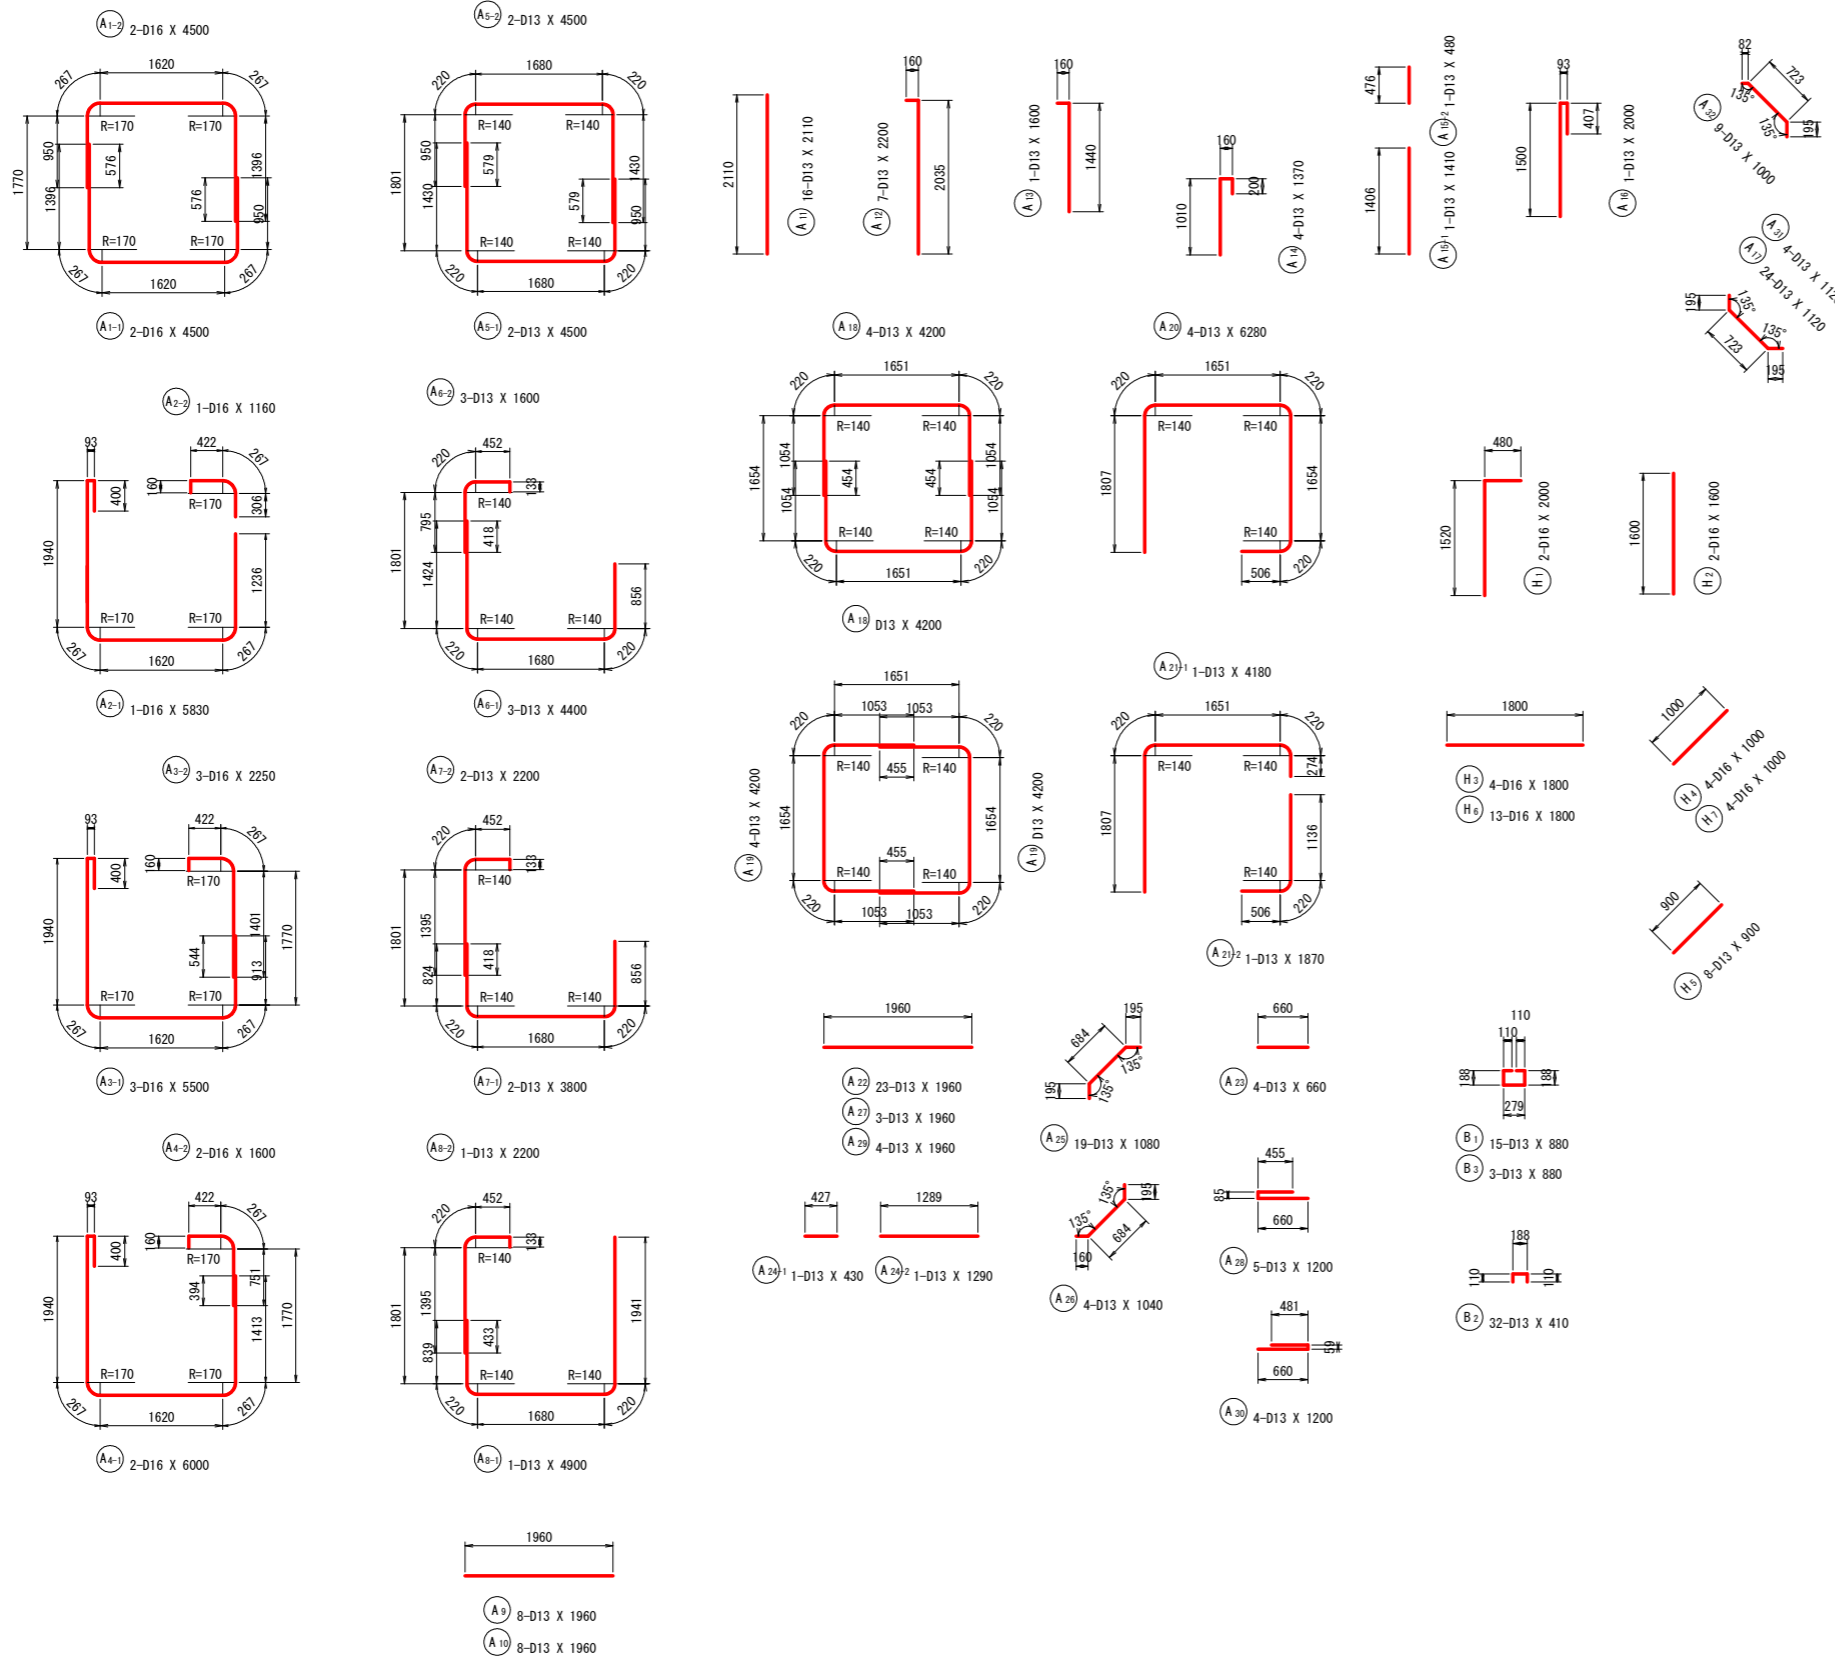 A1-2 2-D16 X 4500
267 1620 267
R=170 R=170
1770 950 1396 576 576 1396 950
R=170 R=170
267 1620 267
A1-1 2-D16 X 4500
A5-2 2-D13 X 4500
220 1680 220
R=140 R=140
1801 950 1430 579 579 1430 950
R=140 R=140
220 1680 220
A5-1 2-D13 X 4500
2110
A11 16-D13 X 2110
160
2035
A12 7-D13 X 2200
160
1440
A13 1-D13 X 1600
160
1010 200
A14 4-D13 X 1370
476
A15-2 1-D13 X 480
1406
A15-1 1-D13 X 1410
93
1500 407
A16 1-D13 X 2000
82 723
135° 135° 195
A32 9-D13 X 1000
A31 4-D13 X 112
A17 24-D13 X 1120
195 135° 135°
723 195
A2-2 1-D16 X 1160
93 422 267
160 400 R=170 306
1940 1236
R=170 R=170
267 1620 267
A2-1 1-D16 X 5830
A6-2 3-D13 X 1600
220 452 133
R=140
1801 795 1424 418 856
R=140 R=140
220 1680 220
A6-1 3-D13 X 4400
A18 4-D13 X 4200
220 1651 220
R=140 R=140
1654 1054 1054 454 454 1054 1054
R=140 R=140
220 1651 220
A18 D13 X 4200
A20 4-D13 X 6280
220 1651 220
R=140 R=140
1807 1654
R=140
506 220
480
1520
H1 2-D16 X 2000
1600
H2 2-D16 X 1600
A3-2 3-D16 X 2250
93 422 267
160 400 R=170
1940 544 1401 913 1770
R=170 R=170
267 1620 267
A3-1 3-D16 X 5500
A7-2 2-D13 X 2200
220 452 133
R=140
1801 1395 824 418 856
R=140 R=140
220 1680 220
A7-1 2-D13 X 3800
1651
220 1053 1053 220
R=140 455 R=140
A19 4-D13 X 4200
1654 1654
A19 D13 X 4200
455
R=140 R=140
220 1053 1053 220
A21-1 1-D13 X 4180
220 1651 220
R=140 R=140 274
1807 1136
R=140
506 220
A21-2 1-D13 X 1870
1800
H3 4-D16 X 1800
H6 13-D16 X 1800
1000
H4 4-D16 X 1000
H7 4-D16 X 1000
900
H5 8-D13 X 900
1960
A22 23-D13 X 1960
A27 3-D13 X 1960
A29 4-D13 X 1960
684 195
135°
195 135°
A25 19-D13 X 1080
660
A23 4-D13 X 660
110
110
188 188
279
B1 15-D13 X 880
B3 3-D13 X 880
A4-2 2-D16 X 1600
93 422 267
160 400 R=170
1940 394 751 1413 1770
R=170 R=170
267 1620 267
A4-1 2-D16 X 6000
A8-2 1-D13 X 2200
220 452 133
R=140
1801 1395 839 433 1941
R=140 R=140
220 1680 220
A8-1 1-D13 X 4900
427
A24-1 1-D13 X 430
1289
A24-2 1-D13 X 1290
135° 195
135° 684
160
A26 4-D13 X 1040
455
85
660
A28 5-D13 X 1200
481
59
660
A30 4-D13 X 1200
188
110 110
B2 32-D13 X 410
1960
A9 8-D13 X 1960
A10 8-D13 X 1960